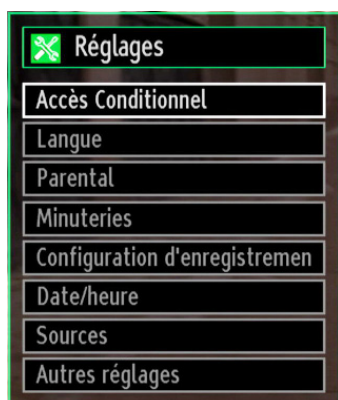 Réglages
Accès Conditionnel
Langue
Parental
Minuteries
Configuration d'enregistremen
Date/heure
Sources
Autres réglages